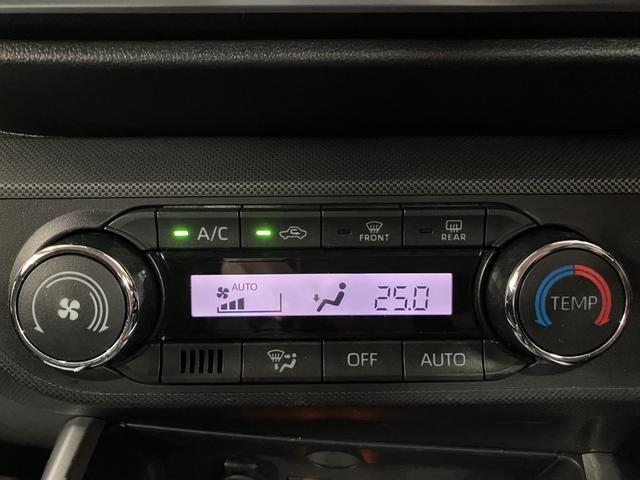 A/C
FRONT
REAR
AUTO
25.0
TEMP
OFF
AUTO